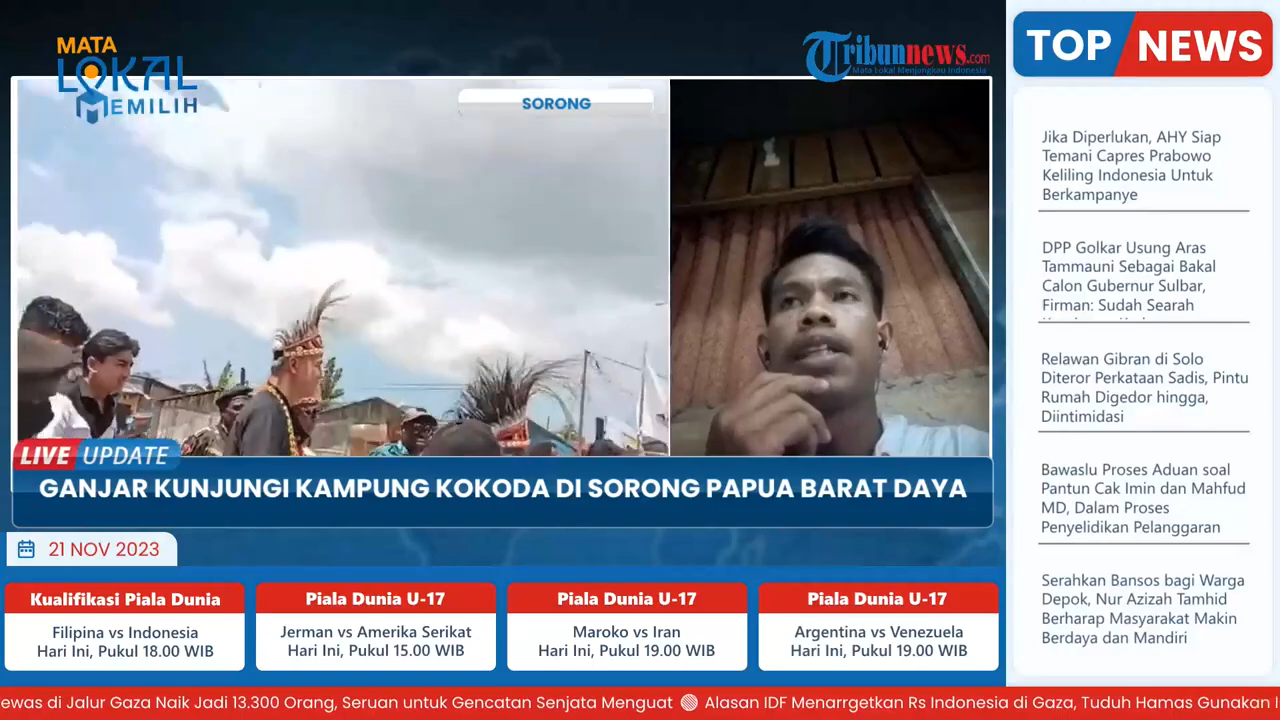 MATA
LOKAL
MEMILIH
Tribunnews.com
Mata Lokal Menjangkau Indonesia
SORONG
LIVE UPDATE
GANJAR KUNJUNGI KAMPUNG KOKODA DI SORONG PAPUA BARAT DAYA
21 NOV 2023
Kualifikasi Piala Dunia
Filipina vs Indonesia
Hari Ini, Pukul 18.00 WIB
Piala Dunia U-17
Jerman vs Amerika Serikat
Hari Ini, Pukul 15.00 WIB
Piala Dunia U-17
Maroko vs Iran
Hari Ini, Pukul 19.00 WIB
Piala Dunia U-17
Argentina vs Venezuela
Hari Ini, Pukul 19.00 WIB
TOP NEWS
Jika Diperlukan, AHY Siap
Temani Capres Prabowo
Keliling Indonesia Untuk
Berkampanye
DPP Golkar Usung Aras
Tammauni Sebagai Bakal
Calon Gubernur Sulbar,
Firman: Sudah Searah
Relawan Gibran di Solo
Diteror Perkataan Sadis, Pintu
Rumah Digedor hingga,
Diintimidasi
Bawaslu Proses Aduan soal
Pantun Cak Imin dan Mahfud
MD, Dalam Proses
Penyelidikan Pelanggaran
Serahkan Bansos bagi Warga
Depok, Nur Azizah Tamhid
Berharap Masyarakat Makin
Berdaya dan Mandiri
ewas di Jalur Gaza Naik Jadi 13.300 Orang, Seruan untuk Gencatan Senjata Menguat Alasan IDF Menarrgetkan Rs Indonesia di Gaza, Tuduh Hamas Gunakan